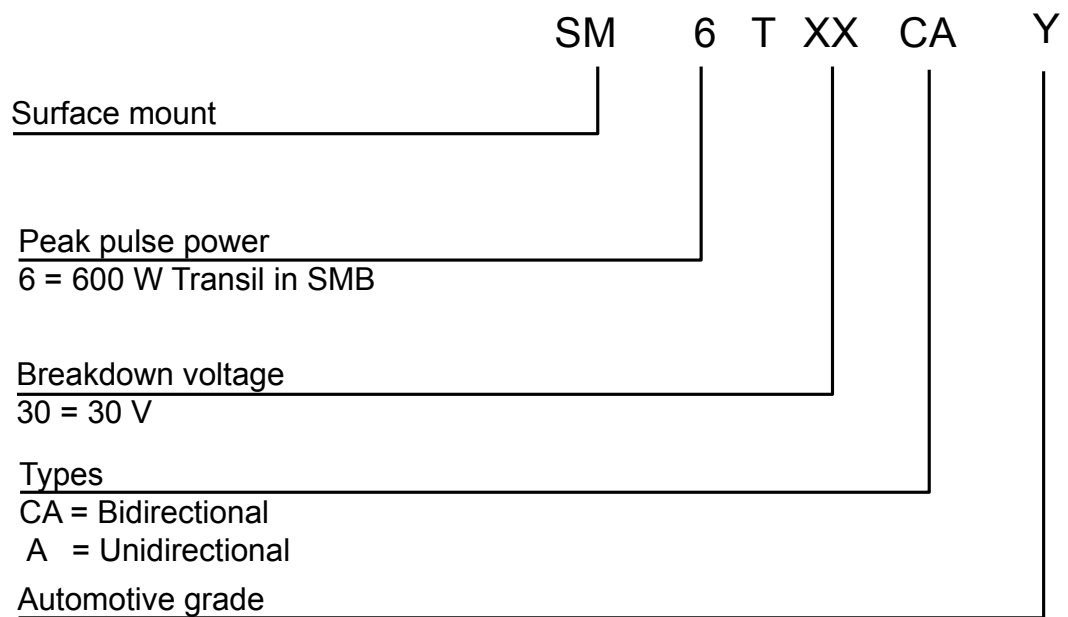 SM 6 T XX CA Y
Surface mount
Peak pulse power
6 = 600 W Transil in SMB
Breakdown voltage
30 = 30 V
Types
CA = Bidirectional
A = Unidirectional
Automotive grade